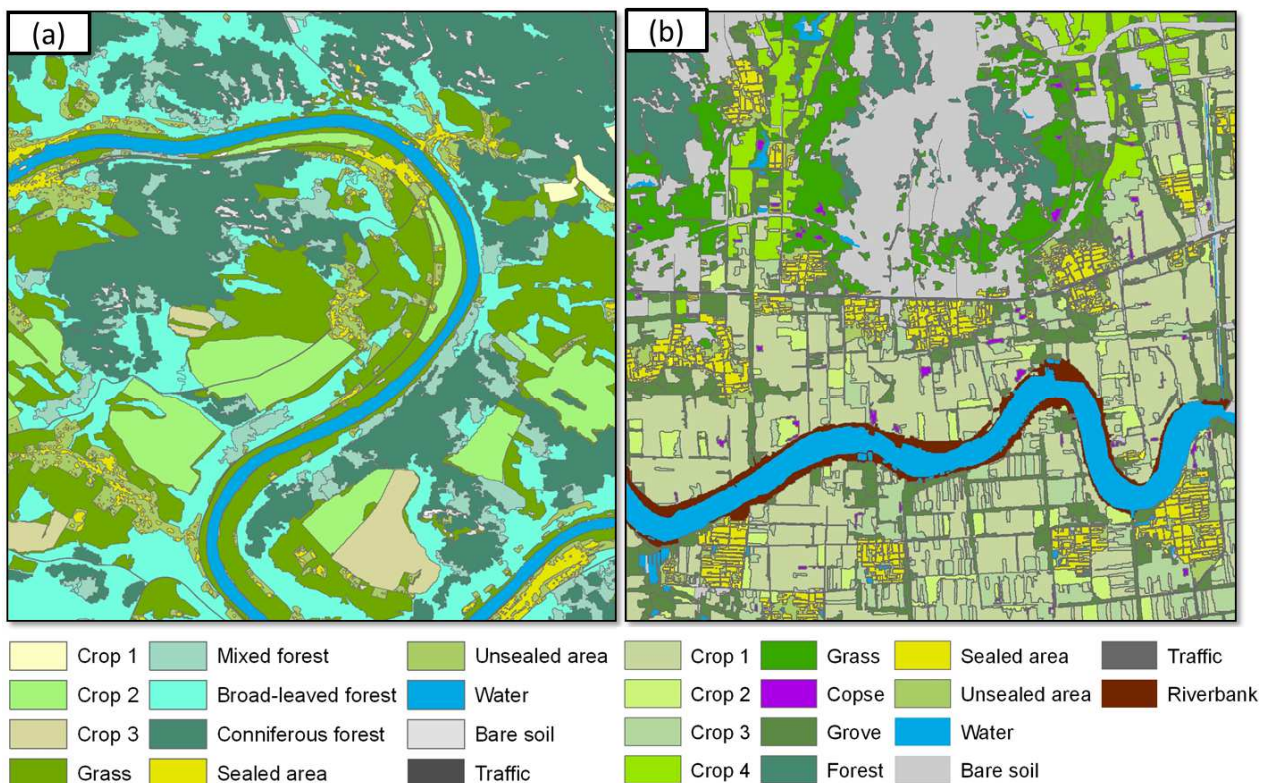 (a)
(b)
Crop 1 Mixed forest Unsealed area
Crop 2 Broad-leaved forest Water
Crop 3 Conniferous forest Bare soil
Grass Sealed area Traffic
Crop 1 Grass Sealed area Traffic
Crop 2 Copse Unsealed area Riverbank
Crop 3 Grove Water
Crop 4 Forest Bare soil